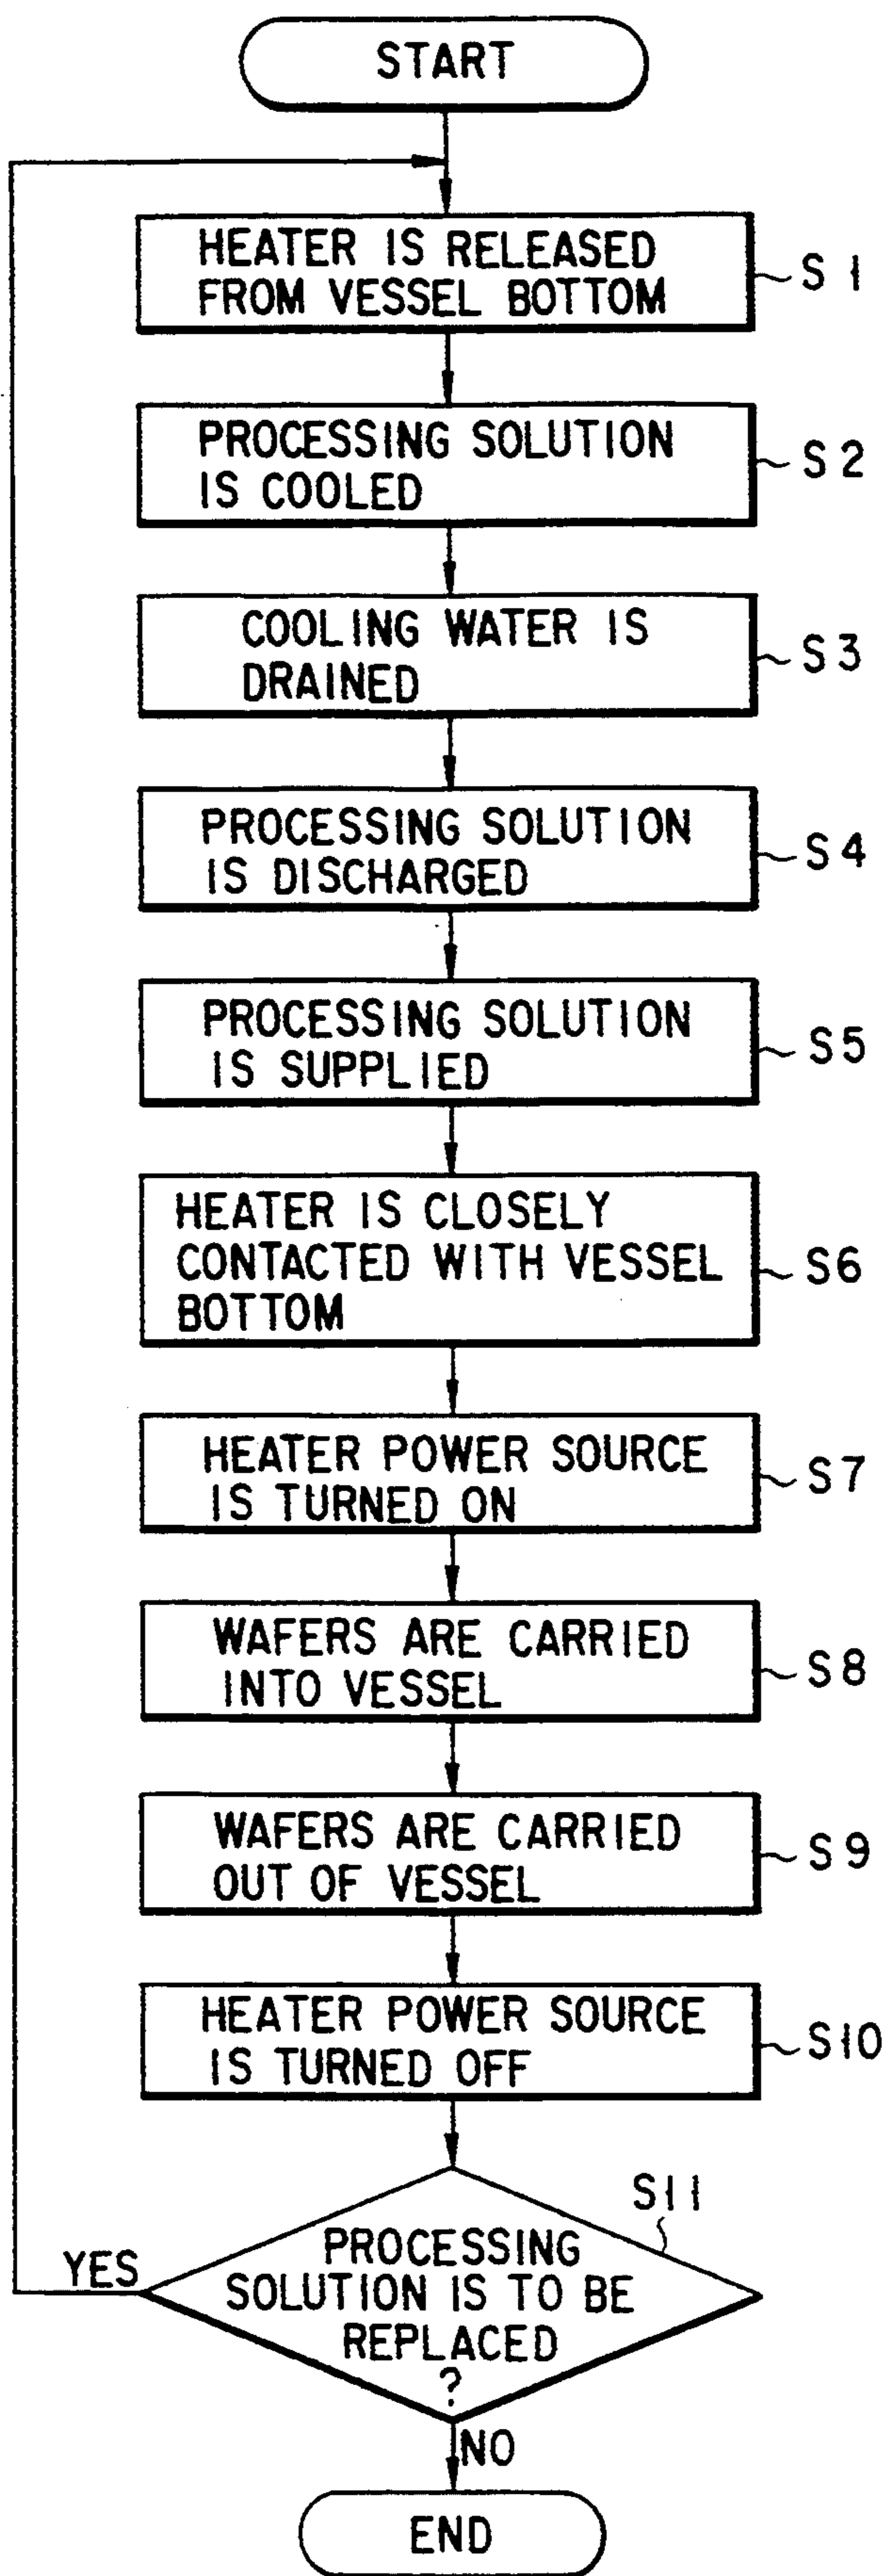 START
HEATER IS RELEASED
FROM VESSEL BOTTOM
S1
PROCESSING SOLUTION
IS COOLED
S2
COOLING WATER IS
DRAINED
S3
PROCESSING SOLUTION
IS DISCHARGED
S4
PROCESSING SOLUTION
IS SUPPLIED
S5
HEATER IS CLOSELY
CONTACTED WITH VESSEL
BOTTOM
S6
HEATER POWER SOURCE
IS TURNED ON
S7
WAFERS ARE CARRIED
INTO VESSEL
S8
WAFERS ARE CARRIED
OUT OF VESSEL
S9
HEATER POWER SOURCE
IS TURNED OFF
S10
S11
PROCESSING
SOLUTION IS TO BE
REPLACED
?
YES
NO
END